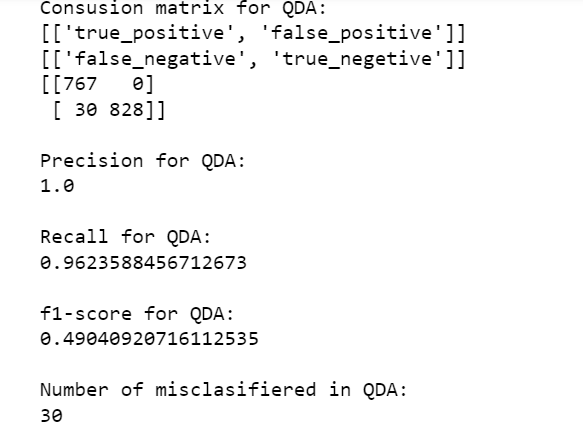 Consusion matrix for QDA:
[['true_positive', 'false_positive']]
[['false_negative', 'true_negetive']]
[[767   0]
 [ 30 828]]
Precision for QDA:
1.0
Recall for QDA:
0.9623588456712673
f1-score for QDA:
0.49040920716112535
Number of misclasifiered in QDA:
30